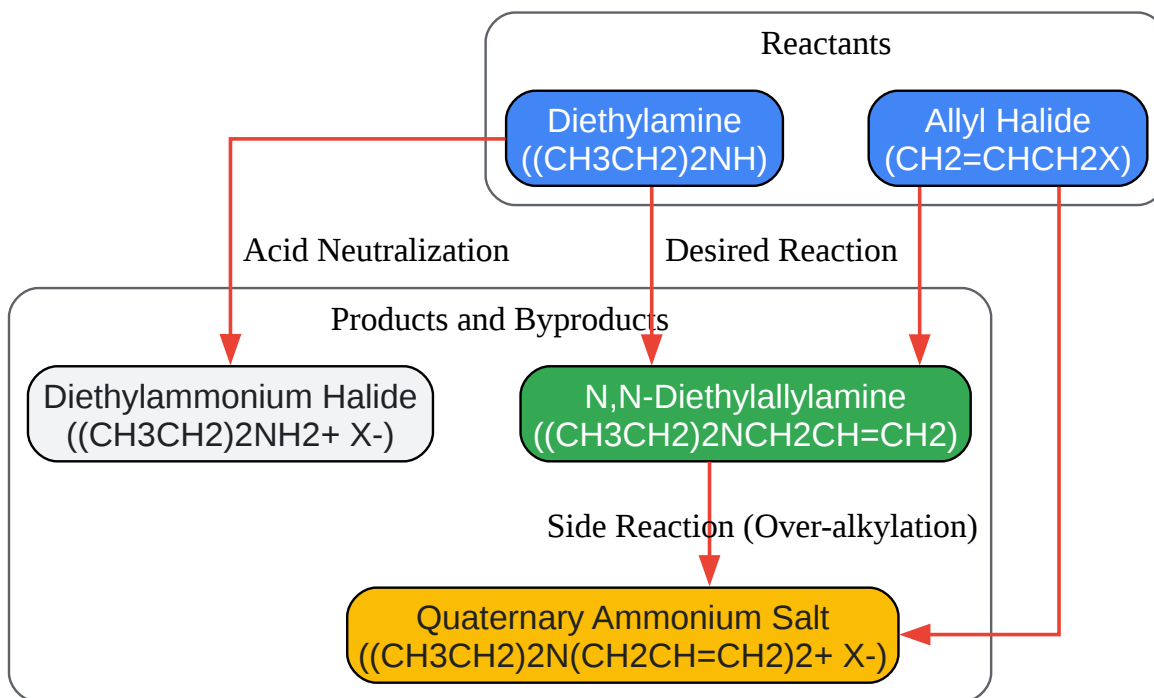 Reactants
Diethylamine
((CH3CH2)2NH)
Allyl Halide
(CH2=CHCH2X)
Acid Neutralization
Desired Reaction
Products and Byproducts
Diethylammonium Halide
((CH3CH2)2NH2+ X-)
N,N-Diethylallylamine
((CH3CH2)2NCH2CH=CH2)
Side Reaction (Over-alkylation)
Quaternary Ammonium Salt
((CH3CH2)2N(CH2CH=CH2)2+ X-)